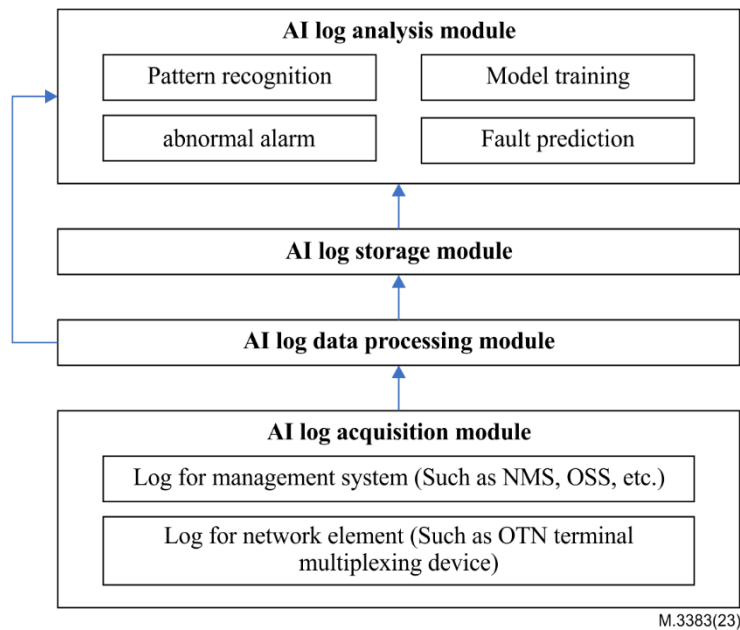 AI log analysis module
Pattern recognition
Model training
abnormal alarm
Fault prediction
AI log storage module
AI log data processing module
AI log acquisition module
Log for management system (Such as NMS, OSS, etc.)
Log for network element (Such as OTN terminal
multiplexing device)
M.3383(23)